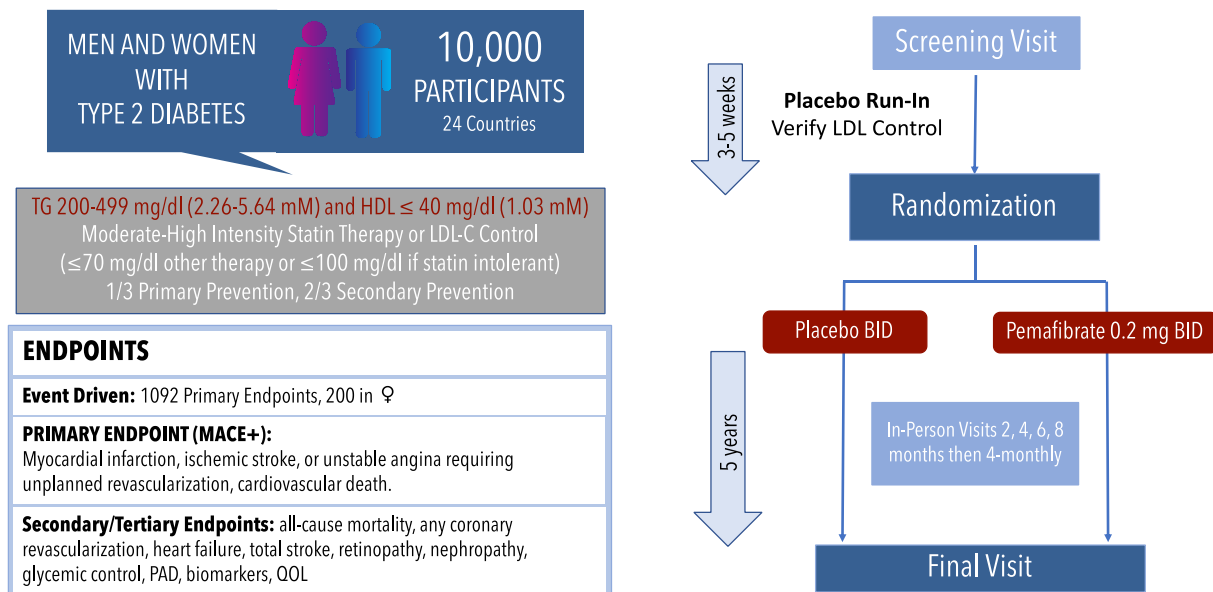 MEN AND WOMEN
WITH
TYPE 2 DIABETES
10,000
PARTICIPANTS
24 Countries
TG 200-499 mg/dl (2.26-5.64 mM) and HDL ≤ 40 mg/dl (1.03 mM)
Moderate-High Intensity Statin Therapy or LDL-C Control
(≤70 mg/dl other therapy or ≤100 mg/dl if statin intolerant)
1/3 Primary Prevention, 2/3 Secondary Prevention
ENDPOINTS
Event Driven: 1092 Primary Endpoints, 200 in ♀
PRIMARY ENDPOINT (MACE+):
Myocardial infarction, ischemic stroke, or unstable angina requiring
unplanned revascularization, cardiovascular death.
Secondary/Tertiary Endpoints: all-cause mortality, any coronary
revascularization, heart failure, total stroke, retinopathy, nephropathy,
glycemic control, PAD, biomarkers, QOL
Screening Visit
3-5 weeks
Placebo Run-In
Verify LDL Control
Randomization
Placebo BID
Pemafibrate 0.2 mg BID
5 years
In-Person Visits 2, 4, 6, 8
months then 4-monthly
Final Visit